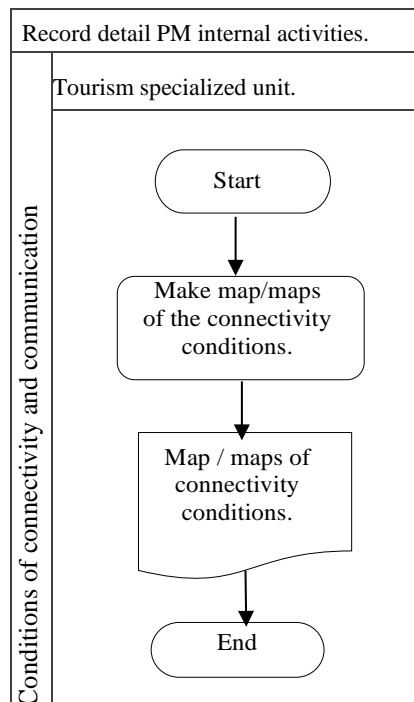 Record detail PM internal activities.
Tourism specialized unit.
Conditions of connectivity and communication
Start
Make map/maps
of the connectivity
conditions.
Map / maps of
connectivity
conditions.
End